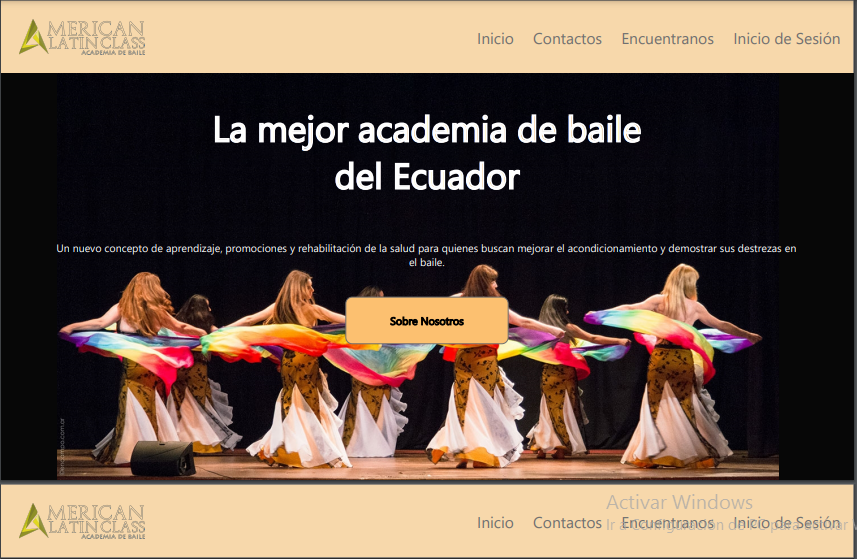 AMERICAN
LATINCLASS
ACADEMIA DE BAILE
Inicio Contactos Encuentranos Inicio de Sesión
La mejor academia de baile
del Ecuador
Un nuevo concepto de aprendizaje, promociones y rehabilitación de la salud para quienes buscan mejorar el acondicionamiento y demostrar sus destrezas en
el baile.
Sobre Nosotros
AMERICAN
LATINCLASS
ACADEMIA DE BAILE
Inicio Contactos Encuentranos Inicio de Sesión
Activar Windows
Ir a Configuración de PC para activar